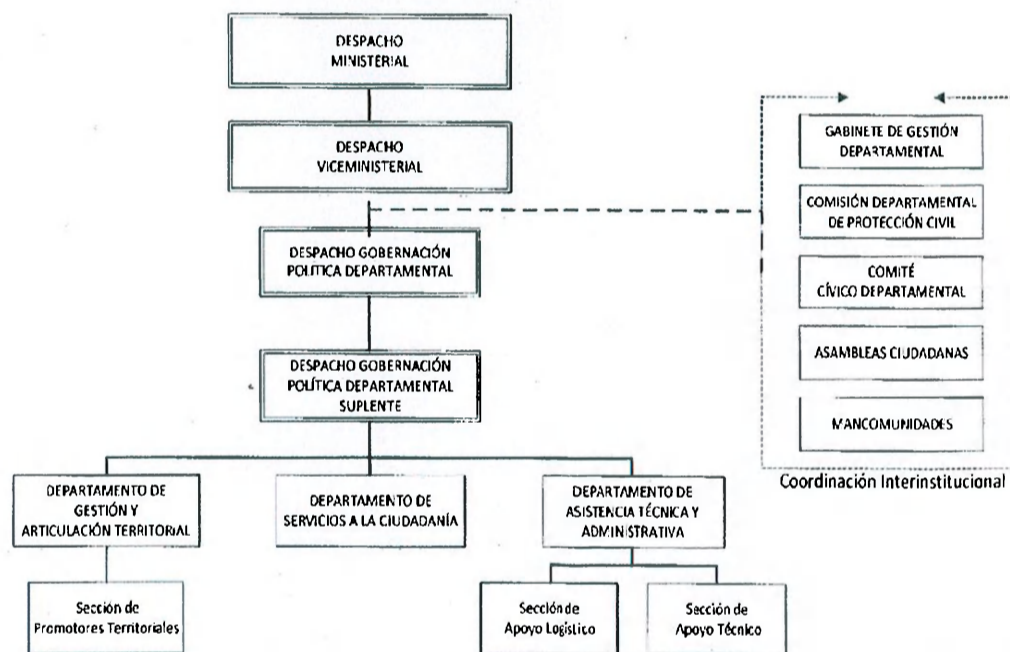 DESPACHO
MINISTERIAL
DESPACHO
VICEMINISTERIAL
DESPACHO GOBERNACIÓN
POLITICA DEPARTAMENTAL
DESPACHO GOBERNACIÓN
POLÍTICA DEPARTAMENTAL
SUPLENTE
DEPARTAMENTO DE
GESTIÓN Y
ARTICULACIÓN TERRITORIAL
DEPARTAMENTO DE
SERVICIOS A LA CIUDADANÍA
DEPARTAMENTO DE
ASISTENCIA TÉCNICA Y
ADMINISTRATIVA
Sección de
Promotores Territoriales
Sección de
Apoyo Logístico
Sección de
Apoyo Técnico
GABINETE DE GESTIÓN
DEPARTAMENTAL
COMISIÓN DEPARTAMENTAL
DE PROTECCIÓN CIVIL
COMITÉ
CÍVICO DEPARTAMENTAL
ASAMBLEAS CIUDADANAS
MANCOMUNIDADES
Coordinación Interinstitucional